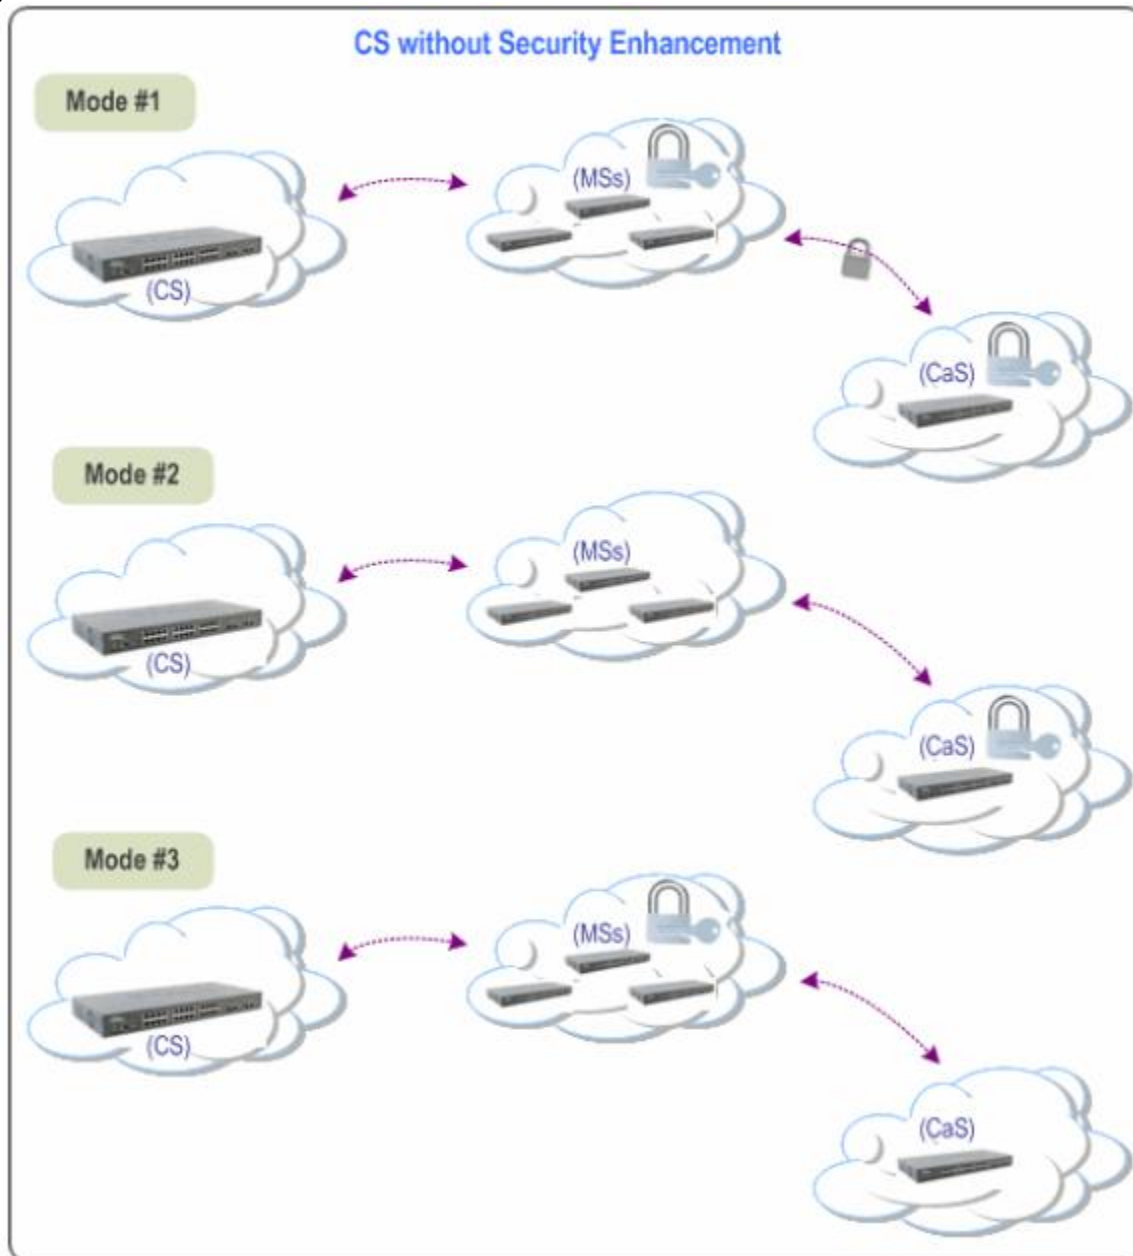 CS without Security Enhancement
Mode #1
(MSs)
(CS)
(CaS)
Mode #2
(MSs)
(CS)
(CaS)
Mode #3
(MSs)
(CS)
(CaS)